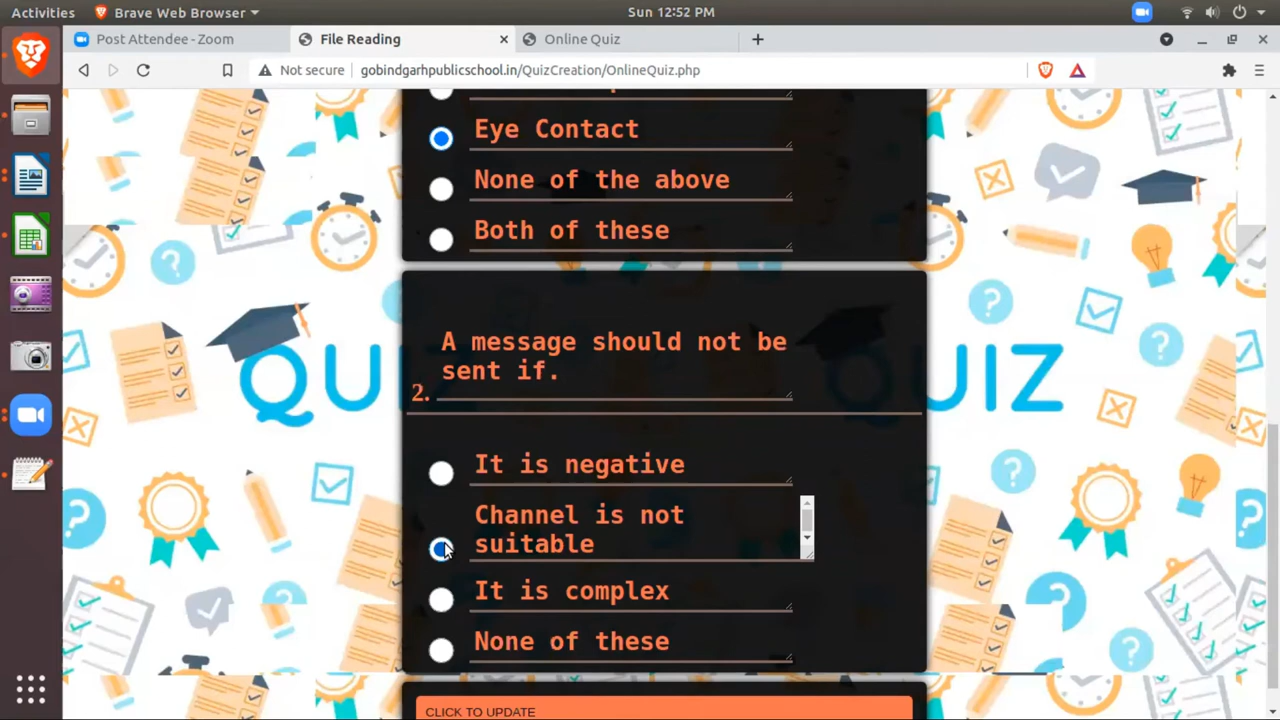 Activities
Brave Web Browser
Sun 12:52 PM
Post Attendee - Zoom
File Reading
Online Quiz
Not secure
gobindgarhpublicschool.in/QuizCreation/OnlineQuiz.php
Eye Contact
None of the above
Both of these
A message should not be
sent if.
2.
It is negative
Channel is not
suitable
It is complex
None of these
CLICK TO UPDATE
QU
UIZ